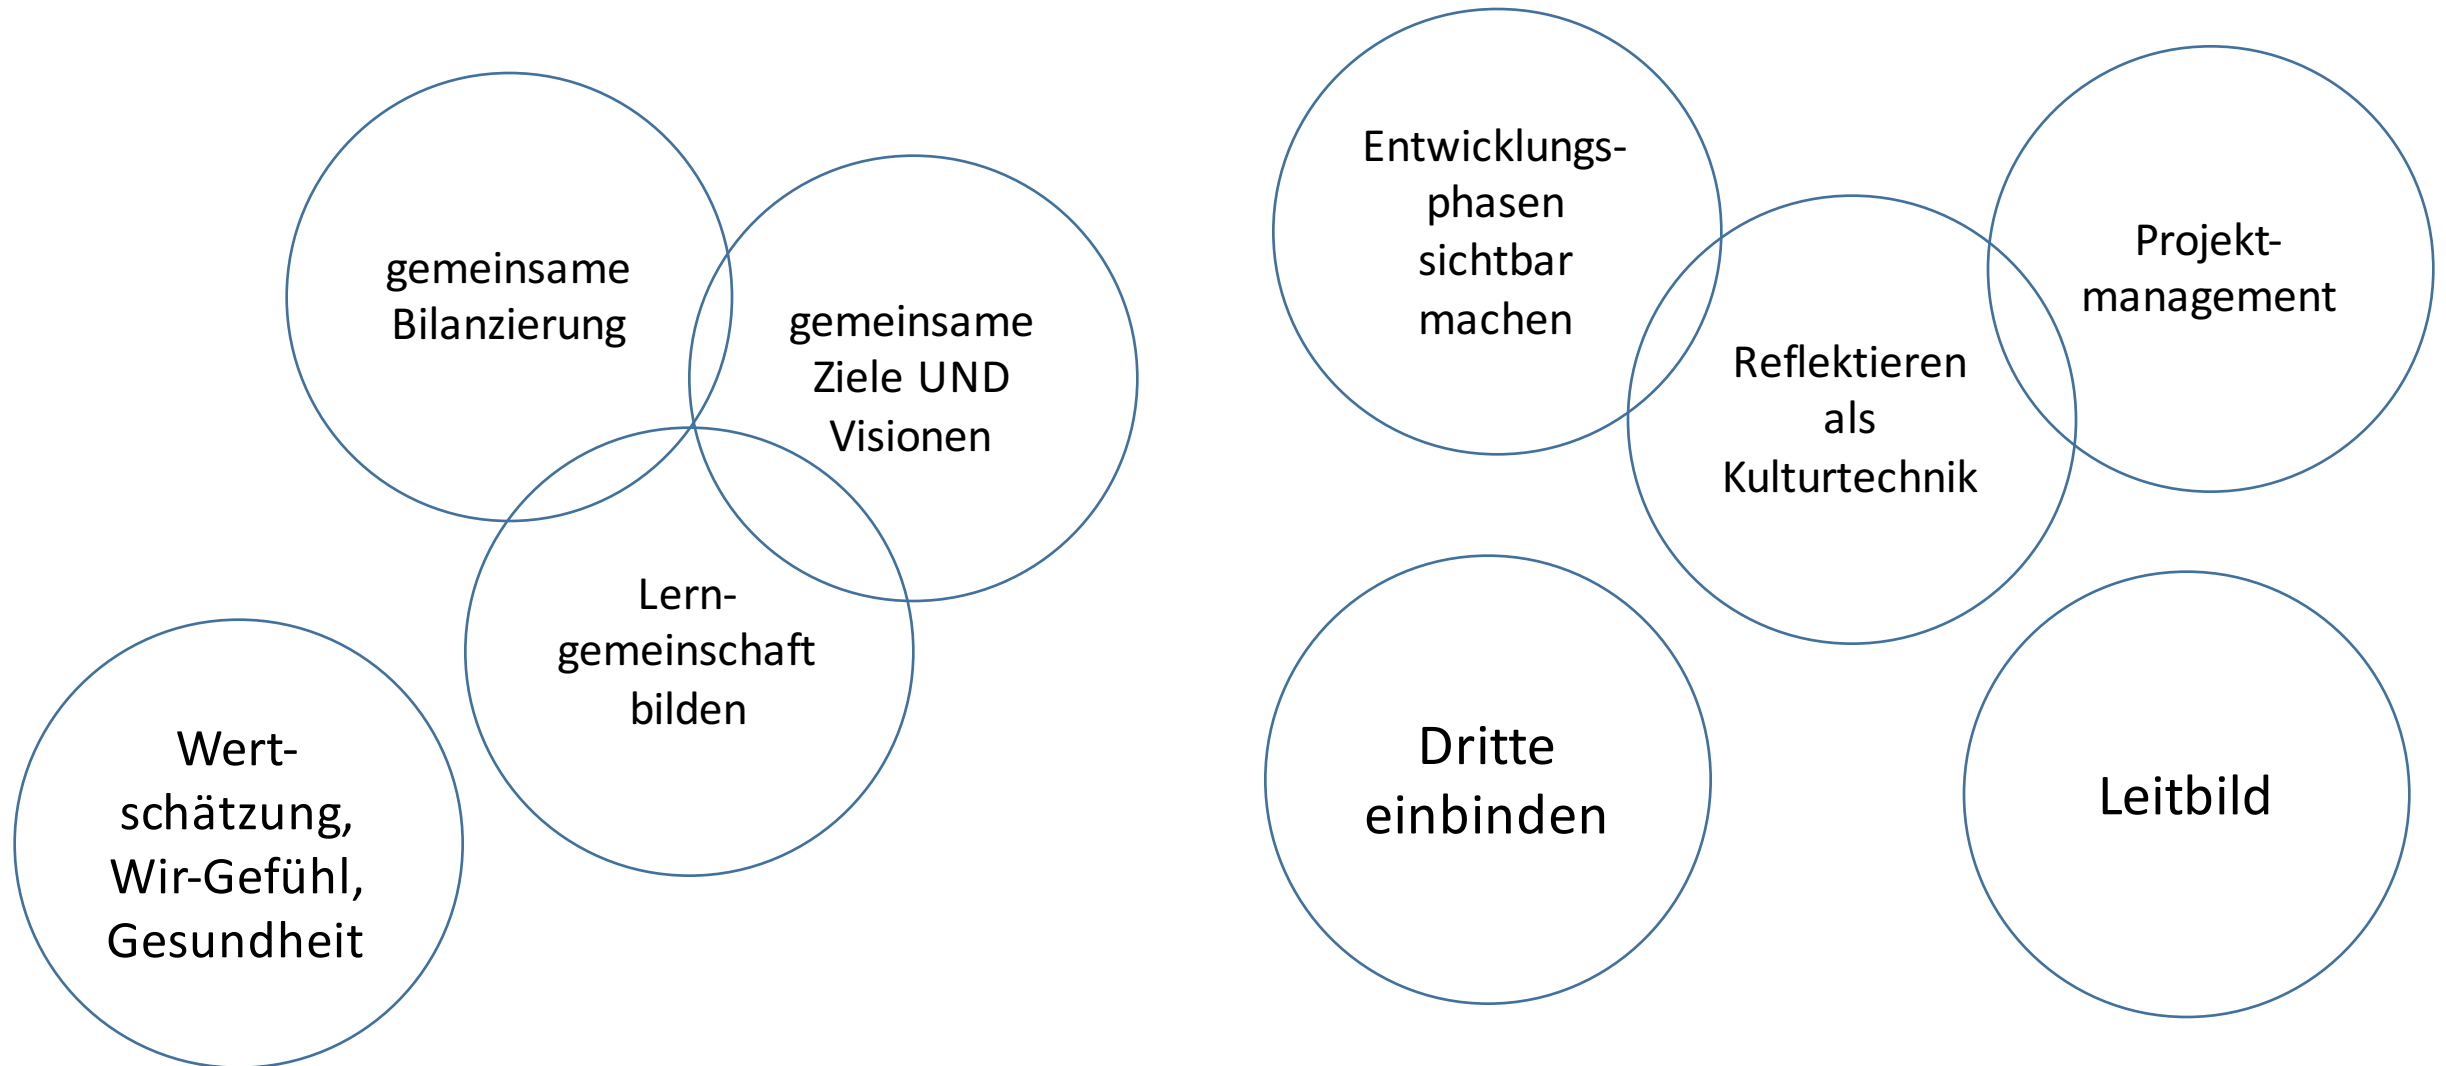 gemeinsame
Bilanzierung
gemeinsame
Ziele UND
Visionen
Lern-
gemeinschaft
bilden
Wert-
schätzung,
Wir-Gefühl,
Gesundheit
Entwicklungs-
phasen
sichtbar
machen
Reflektieren
als
Kulturtechnik
Projekt-
management
Dritte
einbinden
Leitbild